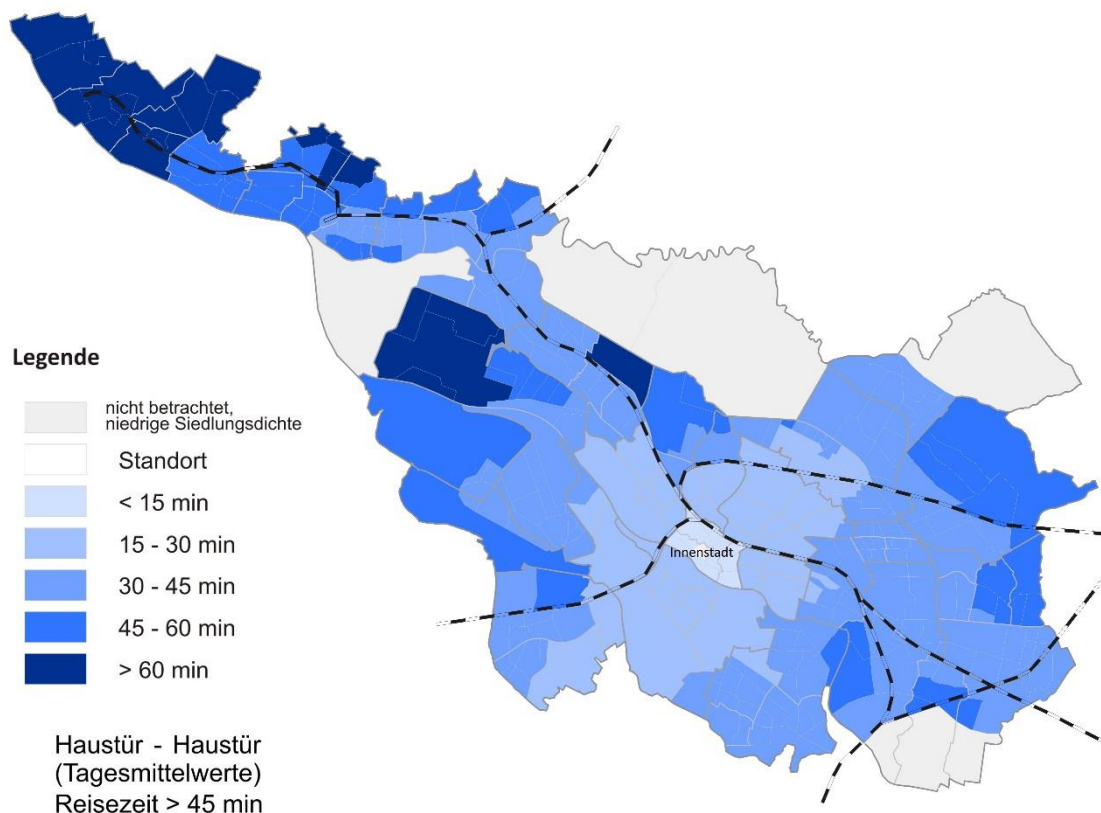 Innenstadt
Legende
nicht betrachtet,
niedrige Siedlungsdichte
Standort
< 15 min
15 - 30 min
30 - 45 min
45 - 60 min
> 60 min
Haustür - Haustür
(Tagesmittelwerte)
Reisezeit > 45 min